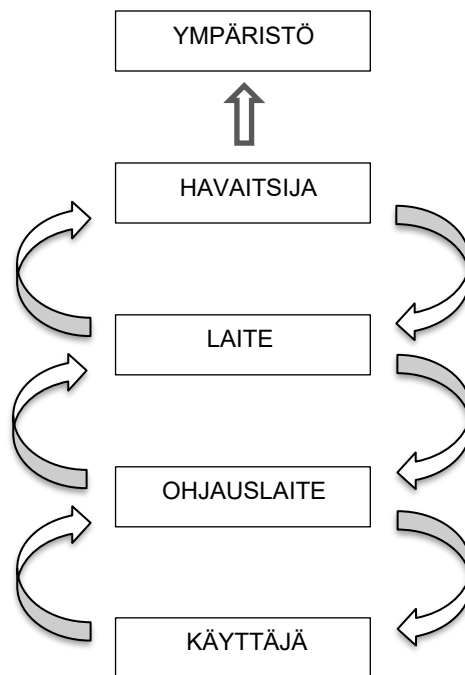 YMPÄRISTÖ
HAVAITSIJA
LAITE
OHJAUSLAITE
KÄYTTÄJÄ